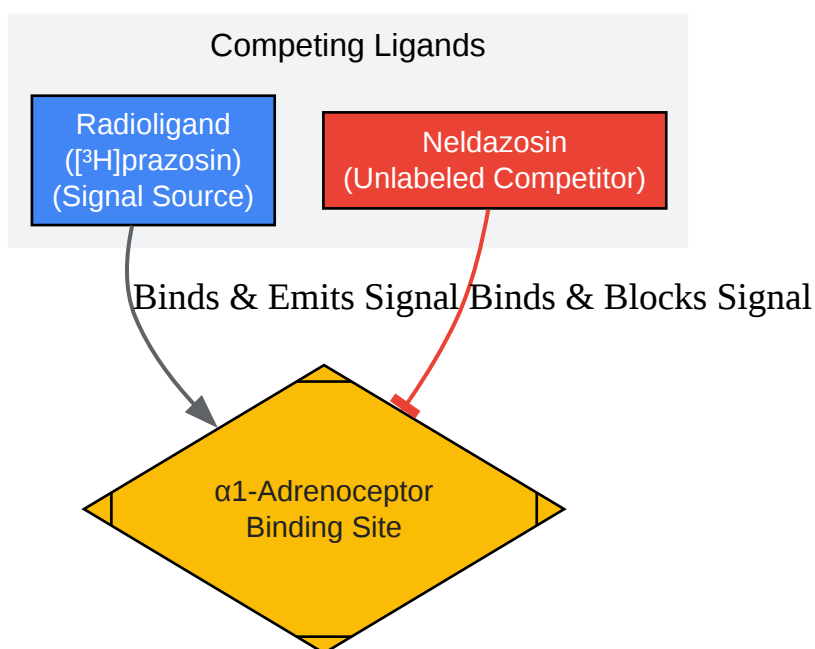 Competing Ligands
Radioligand
([³H]prazosin)
(Signal Source)
Neldazosin
(Unlabeled Competitor)
Binds & Emits Signal
Binds & Blocks Signal
α1-Adrenoceptor
Binding Site